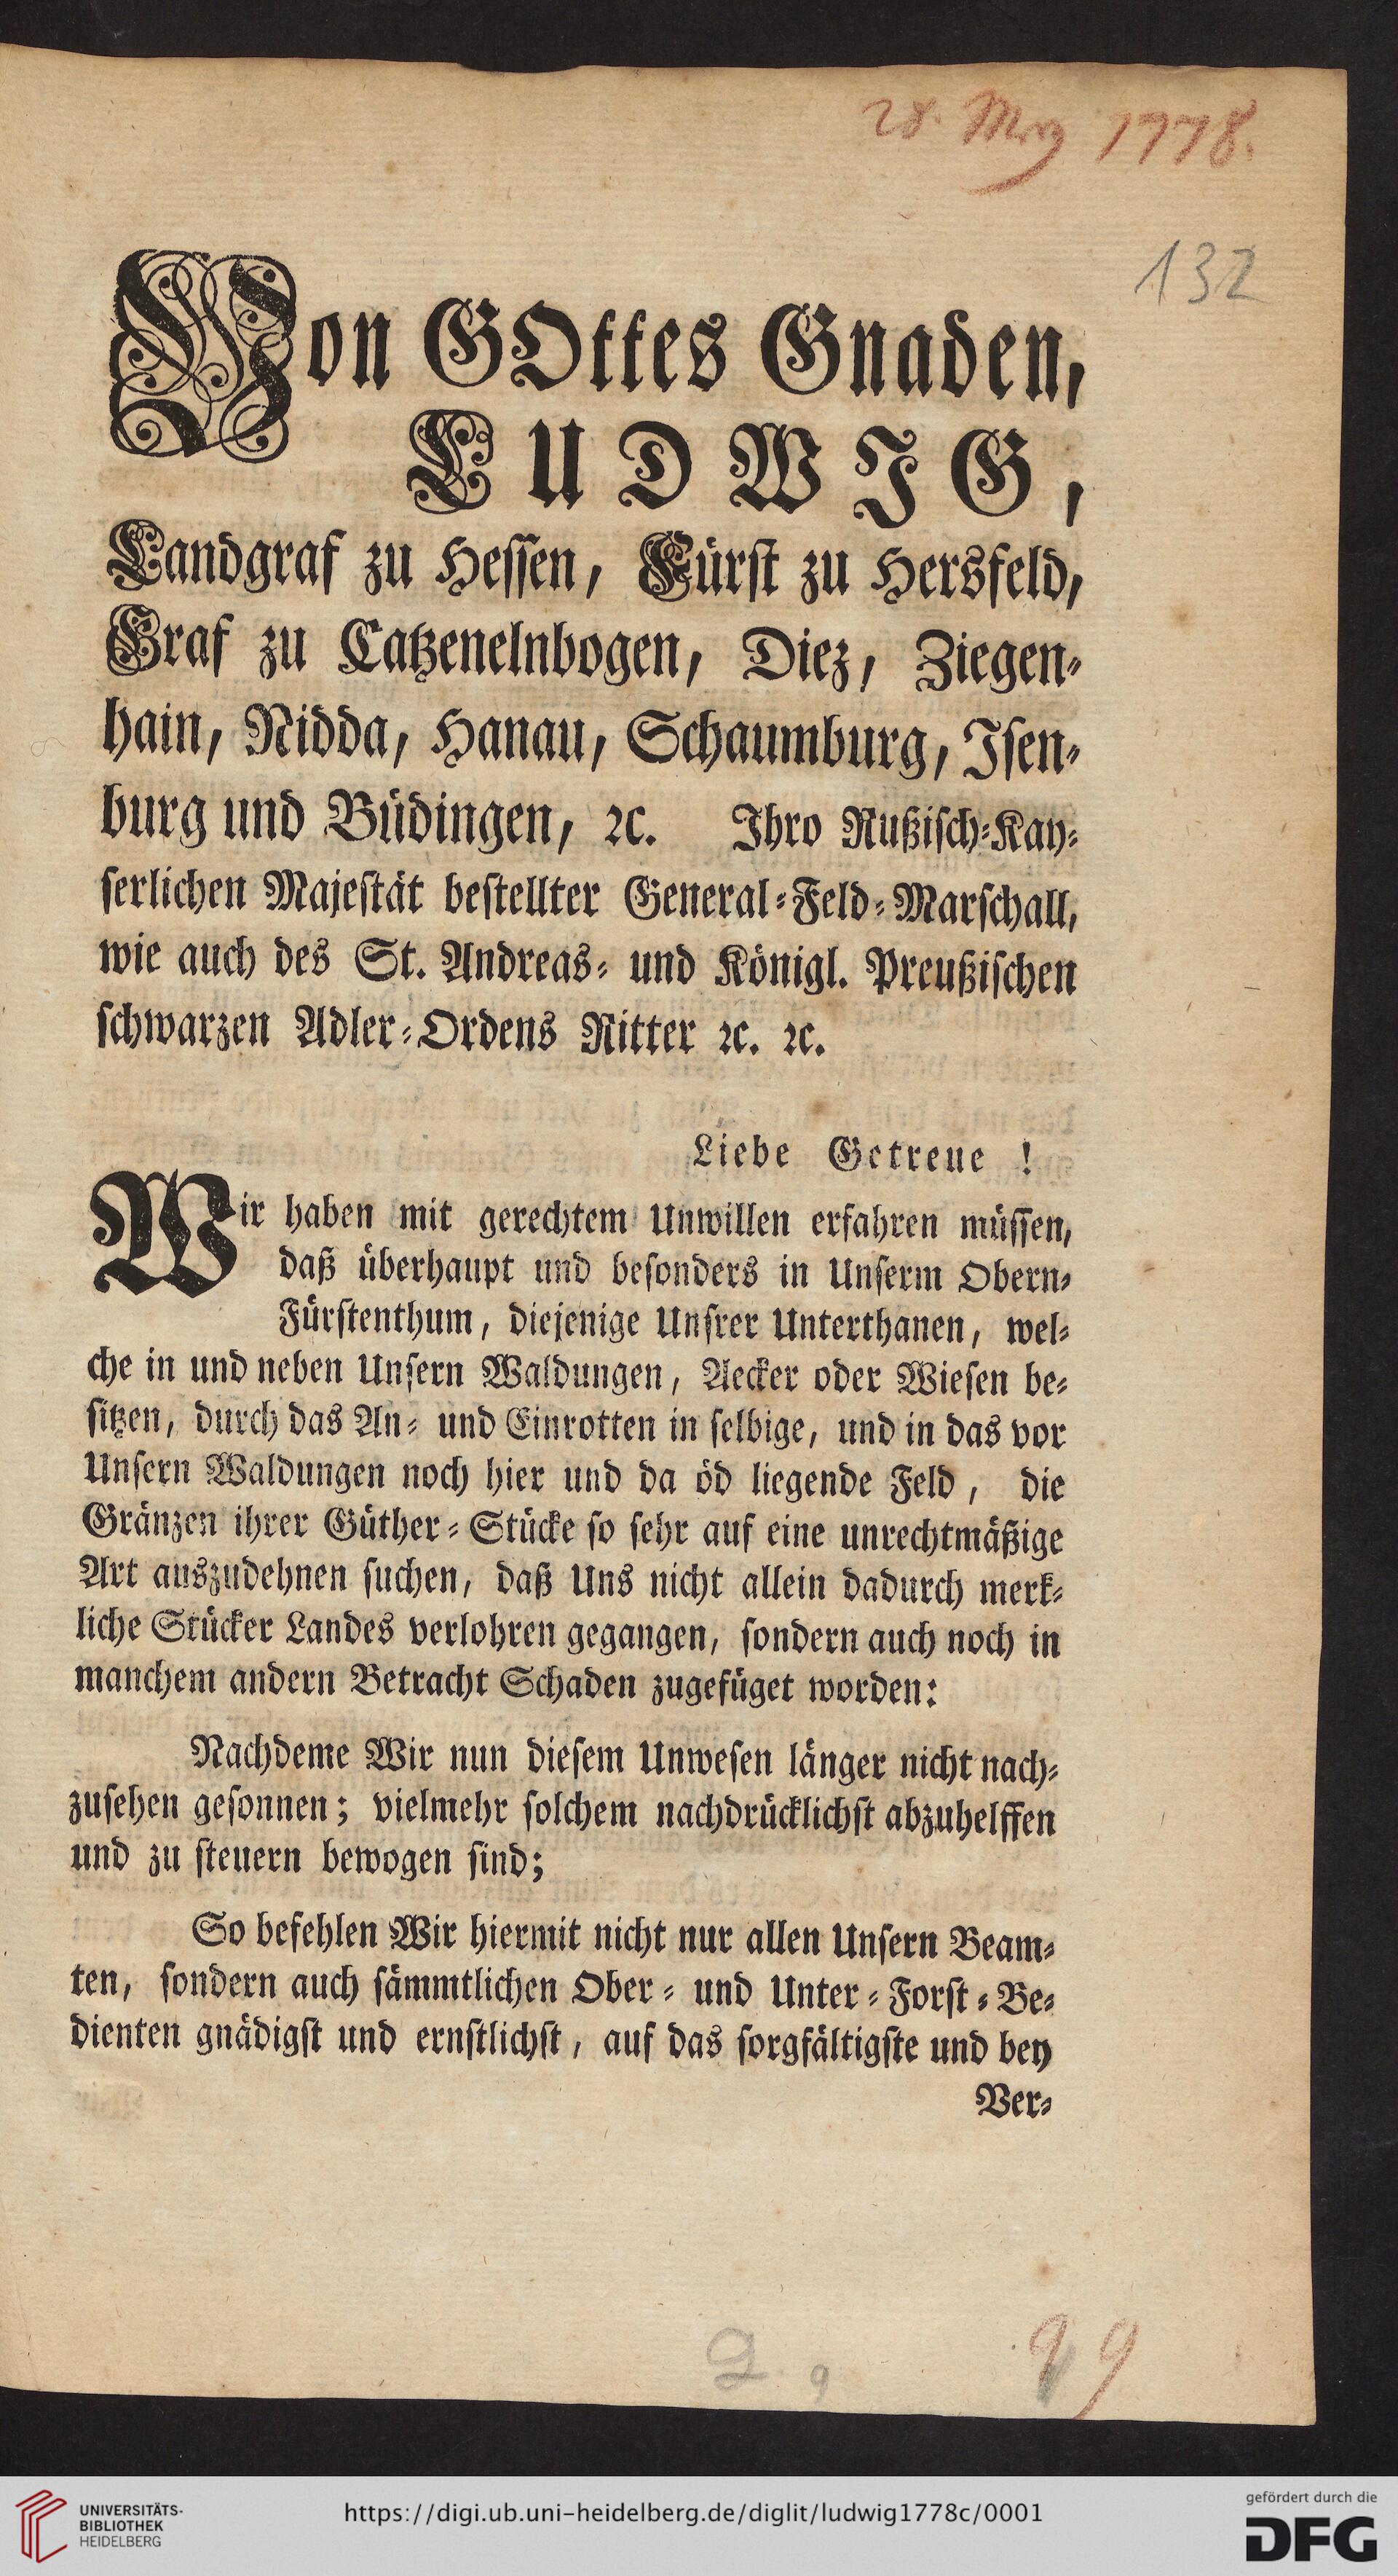 28. Merz 1778.
132
Von GOttes Gnaden,
LUDWIG,
Landgraf zu Hessen, Fürst zu Hersfeld,
Graf zu Catzenelnbogen, Diez, Ziegen-
hain, Nidda, Hanau, Schaumburg, Isen-
burg und Büdingen, ꝛc. Ihro Rußisch-Kay-
serlichen Majestät bestellter General-Feld-Marschall,
wie auch des St. Andreas- und Königl. Preußischen
schwarzen Adler-Ordens Ritter ꝛc. ꝛc.
Liebe Getreue !
Wir haben mit gerechtem Unwillen erfahren müssen,
daß überhaupt und besonders in Unserm Obern-
Fürstenthum, diejenige Unsrer Unterthanen, wel-
che in und neben Unsern Waldungen, Aecker oder Wiesen be-
sitzen, durch das An- und Einrotten in selbige, und in das vor
Unsern Waldungen noch hier und da öd liegende Feld, die
Gränzen ihrer Güther-Stücke so sehr auf eine unrechtmäßige
Art auszudehnen suchen, daß Uns nicht allein dadurch merk-
liche Stücker Landes verlohren gegangen, sondern auch noch in
manchem andern Betracht Schaden zugefüget worden:
Nachdeme Wir nun diesem Unwesen länger nicht nach-
zusehen gesonnen; vielmehr solchem nachdrücklichst abzuhelffen
und zu steuern bewogen sind;
So befehlen Wir hiermit nicht nur allen Unsern Beam-
ten, sondern auch sämmtlichen Ober- und Unter-Forst-Be-
dienten gnädigst und ernstlichst, auf das sorgfältigste und bey
Ver-
99
UNIVERSITÄTS-
BIBLIOTHEK
HEIDELBERG
https://digi.ub.uni-heidelberg.de/diglit/ludwig1778c/0001
gefördert durch die
DFG